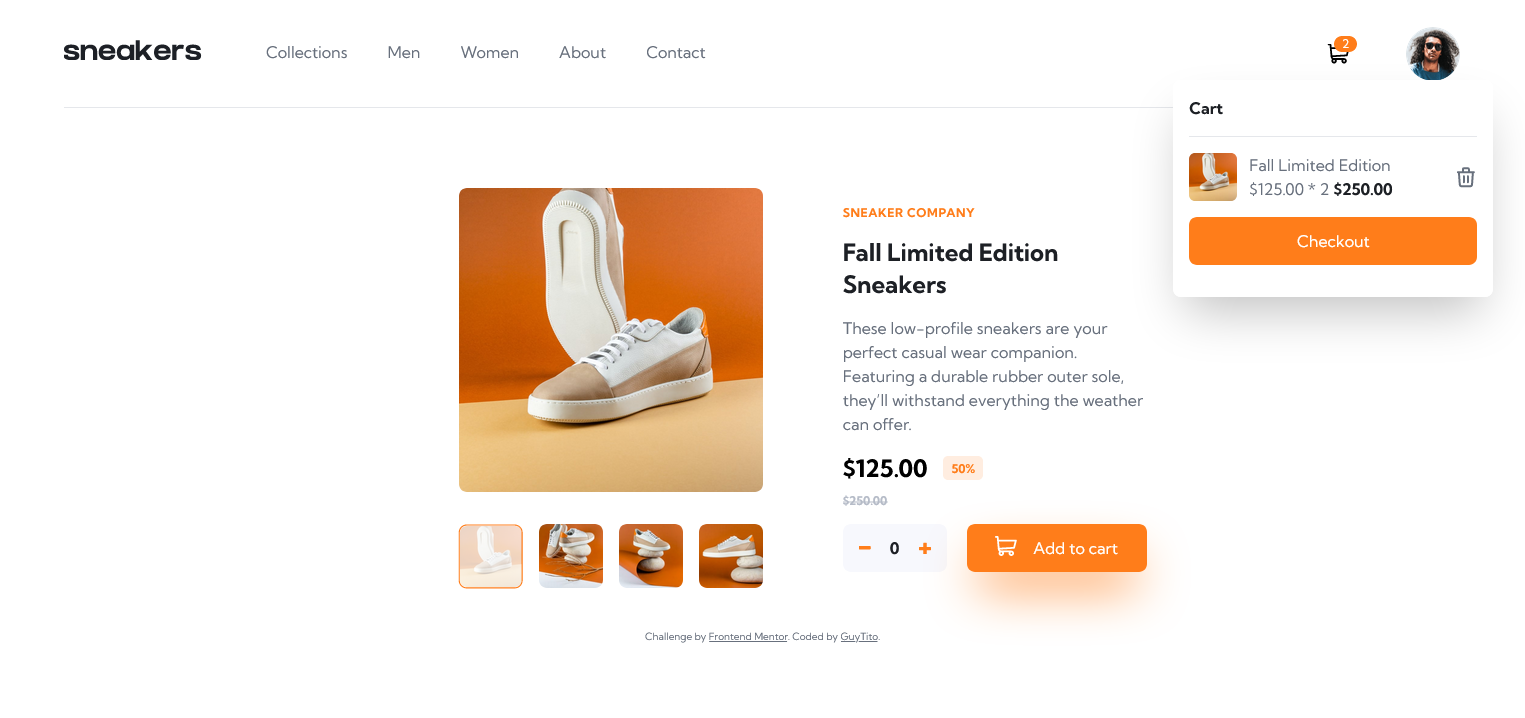 sneakers
Collections
Men
Women
About
Contact
2
Cart
Fall Limited Edition
$125.00 * 2 $250.00
Checkout
SNEAKER COMPANY
Fall Limited Edition
Sneakers
These low-profile sneakers are your
perfect casual wear companion.
Featuring a durable rubber outer sole,
they’ll withstand everything the weather
can offer.
$125.00 50%
$250.00
0
Add to cart
Challenge by Frontend Mentor. Coded by GuyTito.